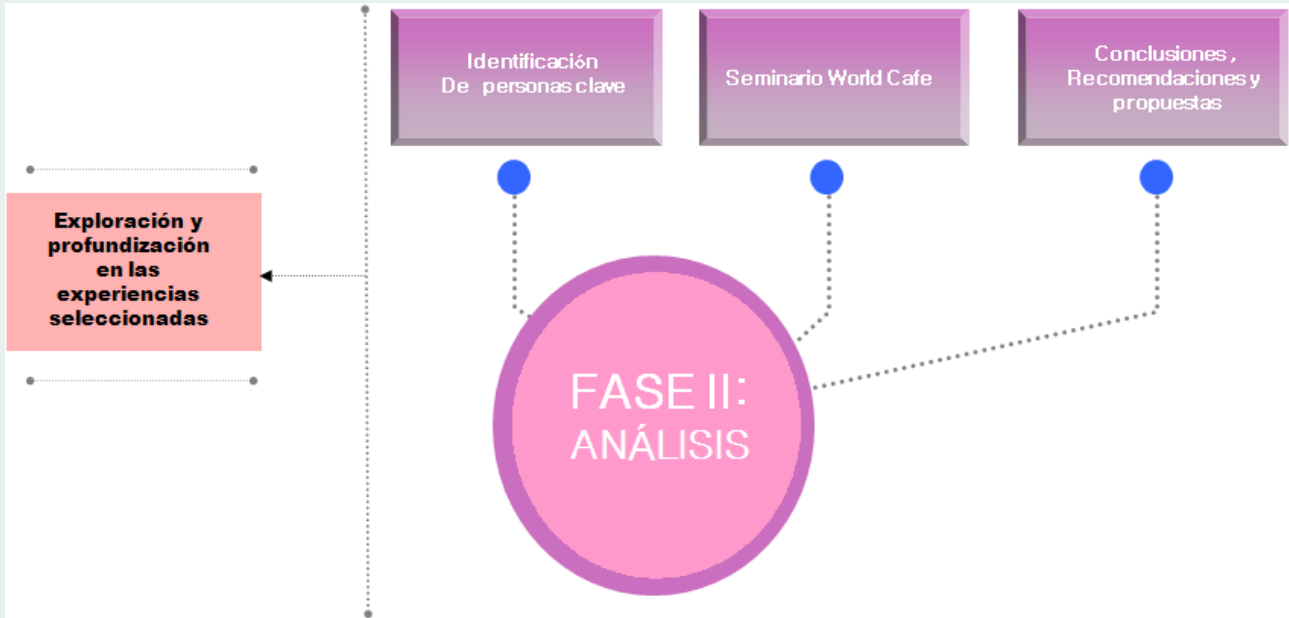 Identificación
De personas clave
Seminario World Cafe
Conclusiones ,
Recomendaciones y
propuestas
Exploración y
profundización
en las
experiencias
seleccionadas
FASE II:
ANÁLISIS